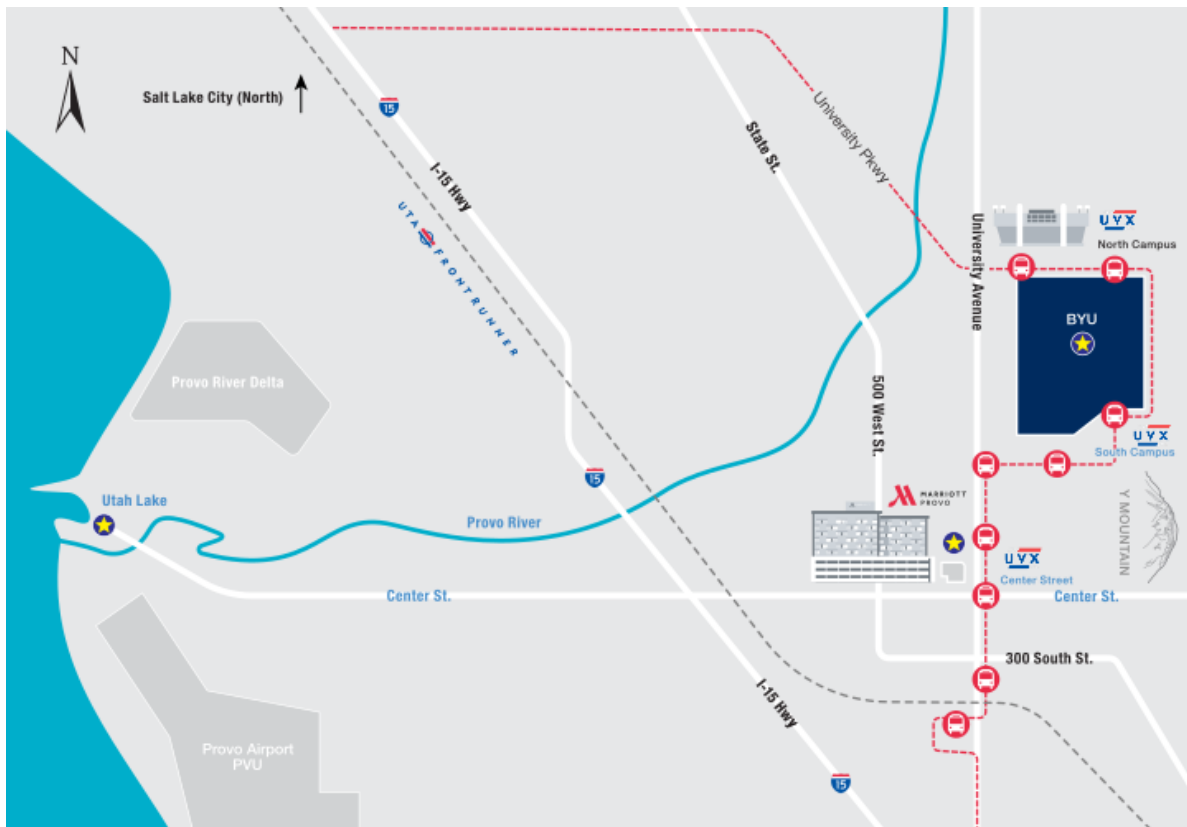 N
Salt Lake City (North)
15
I-15 Hwy
State St.
University Pkwy
UTA FRONTRUNNER
University Avenue
UVX
North Campus
BYU
Provo River Delta
500 West St.
UVX
South Campus
15
MARRIOTT
PROVO
Utah Lake
Provo River
Y MOUNTAIN
UVX
Center Street
Center St.
Center St.
300 South St.
I-15 Hwy
Provo Airport
PVU
15